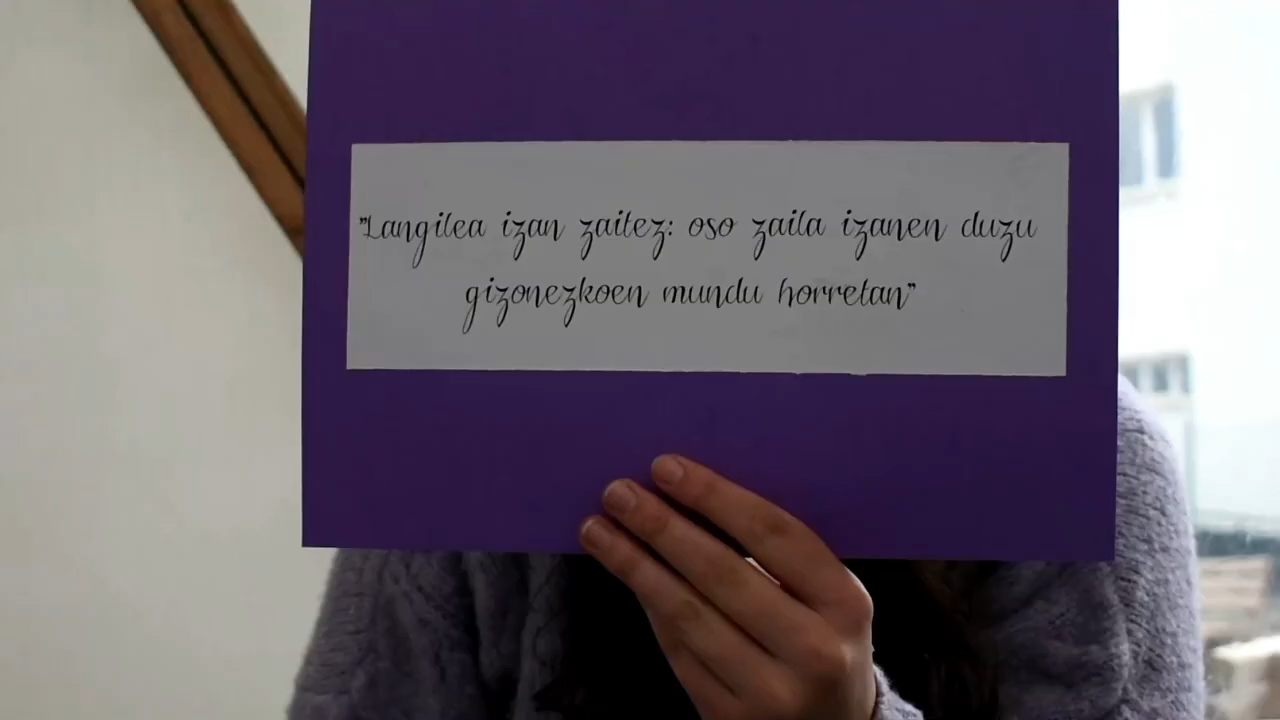 "Langilea izan zaitez: oso zaila izanen duzu
gizonezkoen mundu horretan"